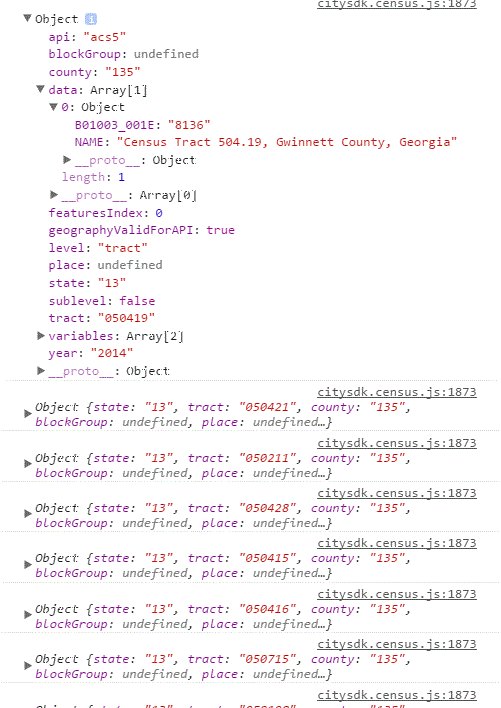 citysdk.census.js:1873
▼Object i
api: "acs5"
blockGroup: undefined
county: "135"
▼data: Array[1]
▼0: Object
B01003_001E: "8136"
NAME: "Census Tract 504.19, Gwinnett County, Georgia"
▶__proto__: Object
length: 1
▶__proto__: Array[0]
featuresIndex: 0
geographyValidForAPI: true
level: "tract"
place: undefined
state: "13"
sublevel: false
tract: "050419"
▶variables: Array[2]
year: "2014"
▶__proto__: Object
citysdk.census.js:1873
▶Object {state: "13", tract: "050421", county: "135",
blockGroup: undefined, place: undefined…}
citysdk.census.js:1873
▶Object {state: "13", tract: "050211", county: "135",
blockGroup: undefined, place: undefined…}
citysdk.census.js:1873
▶Object {state: "13", tract: "050428", county: "135",
blockGroup: undefined, place: undefined…}
citysdk.census.js:1873
▶Object {state: "13", tract: "050415", county: "135",
blockGroup: undefined, place: undefined…}
citysdk.census.js:1873
▶Object {state: "13", tract: "050416", county: "135",
blockGroup: undefined, place: undefined…}
citysdk.census.js:1873
▶Object {state: "13", tract: "050715", county: "135",
blockGroup: undefined, place: undefined…}
citysdk.census.js:1873